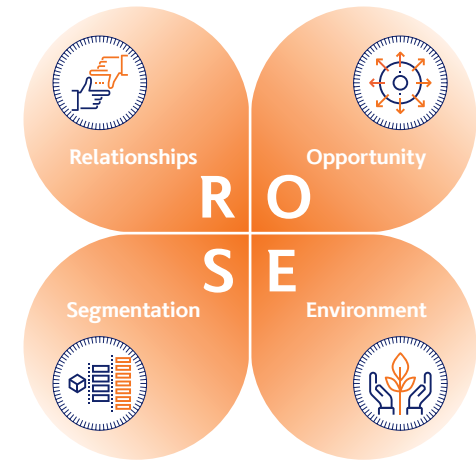 Relationships
Opportunity
R O
S E
Segmentation
Environment